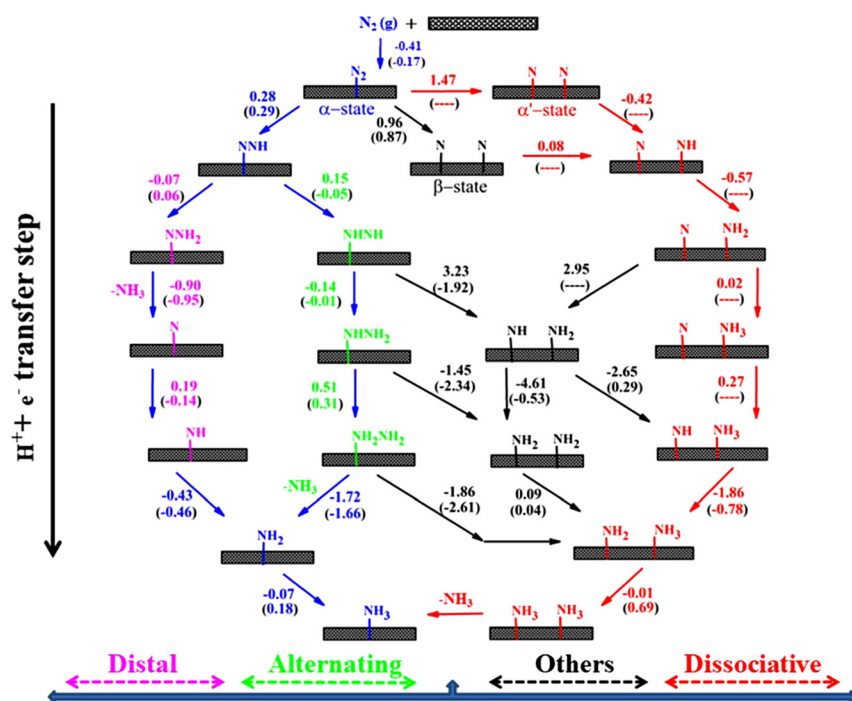 N₂ (g) +
-0.41
(-0.17)
N₂
1.47
(----)
N N
α-state
α'-state
0.28
(0.29)
0.96
(0.87)
-0.42
(----)
NNH
N N
0.08
(----)
N NH
β-state
-0.07
(0.06)
0.15
(-0.05)
-0.57
(----)
NNH₂
NHNH
N NH₂
-NH₃
-0.90
(-0.95)
-0.14
(-0.01)
3.23
(-1.92)
2.95
(----)
0.02
(----)
N
NHNH₂
NH NH₂
N NH₃
0.19
(-0.14)
0.51
(0.31)
-1.45
(-2.34)
-4.61
(-0.53)
-2.65
(0.29)
0.27
(----)
NH
NH₂NH₂
NH₂ NH₂
NH NH₃
-0.43
(-0.46)
-NH₃
-1.72
(-1.66)
-1.86
(-2.61)
0.09
(0.04)
-1.86
(-0.78)
NH₂
NH₂ NH₃
-0.07
(0.18)
-NH₃
-0.01
(0.69)
NH₃
NH₃ NH₃
H⁺+ e⁻ transfer step
Distal Alternating Others Dissociative